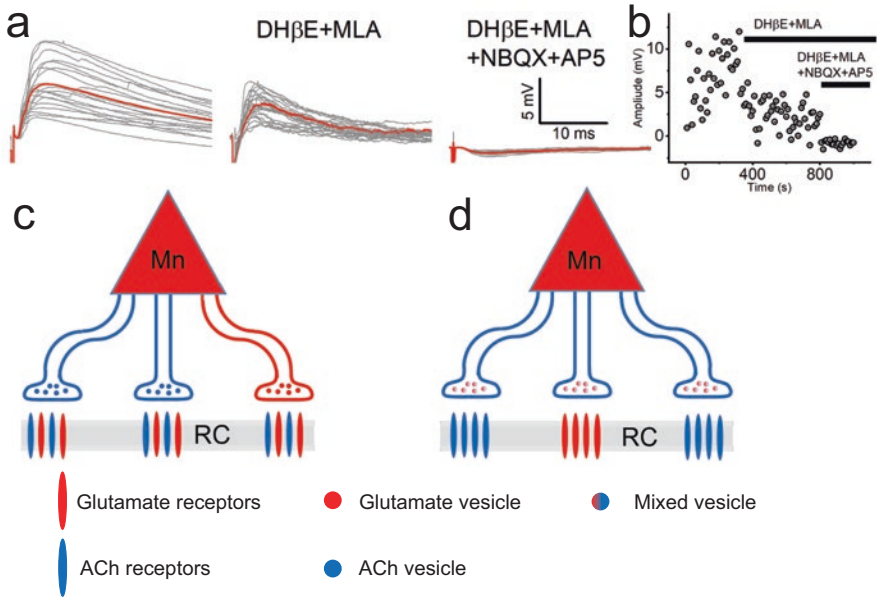 a
DHβE+MLA
DHβE+MLA
+NBQX+AP5
5 mV
10 ms
b
Ampliude (mV)
10
5
0
DHβE+MLA
DHβE+MLA
+NBQX+AP5
0 400 800
Time (s)
c
Mn
RC
d
Mn
RC
Glutamate receptors
Glutamate vesicle
Mixed vesicle
ACh receptors
ACh vesicle